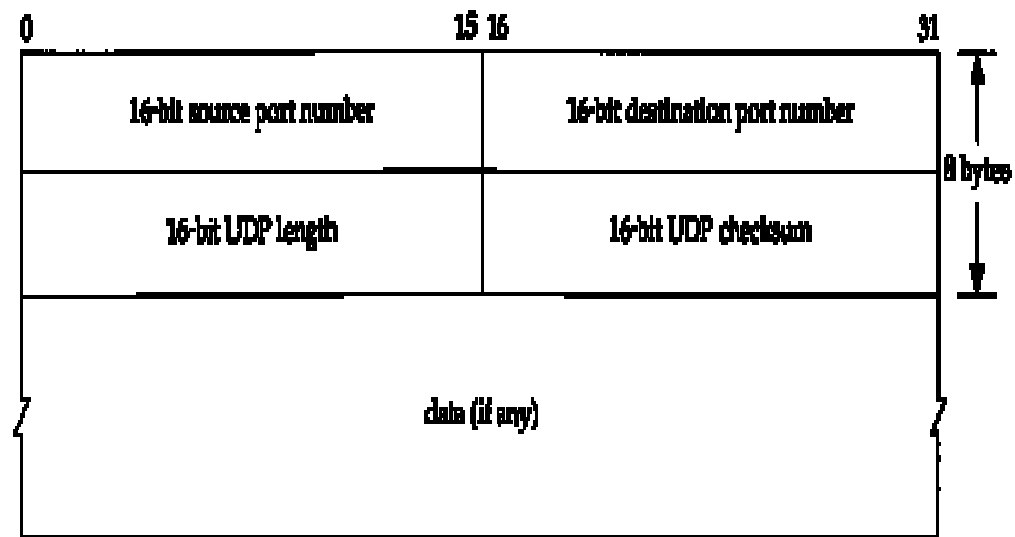 0 15 16 31
16-bit source port number 16-bit destination port number
8 bytes
16-bit UDP length 16-bit UDP checksum
data (if any)